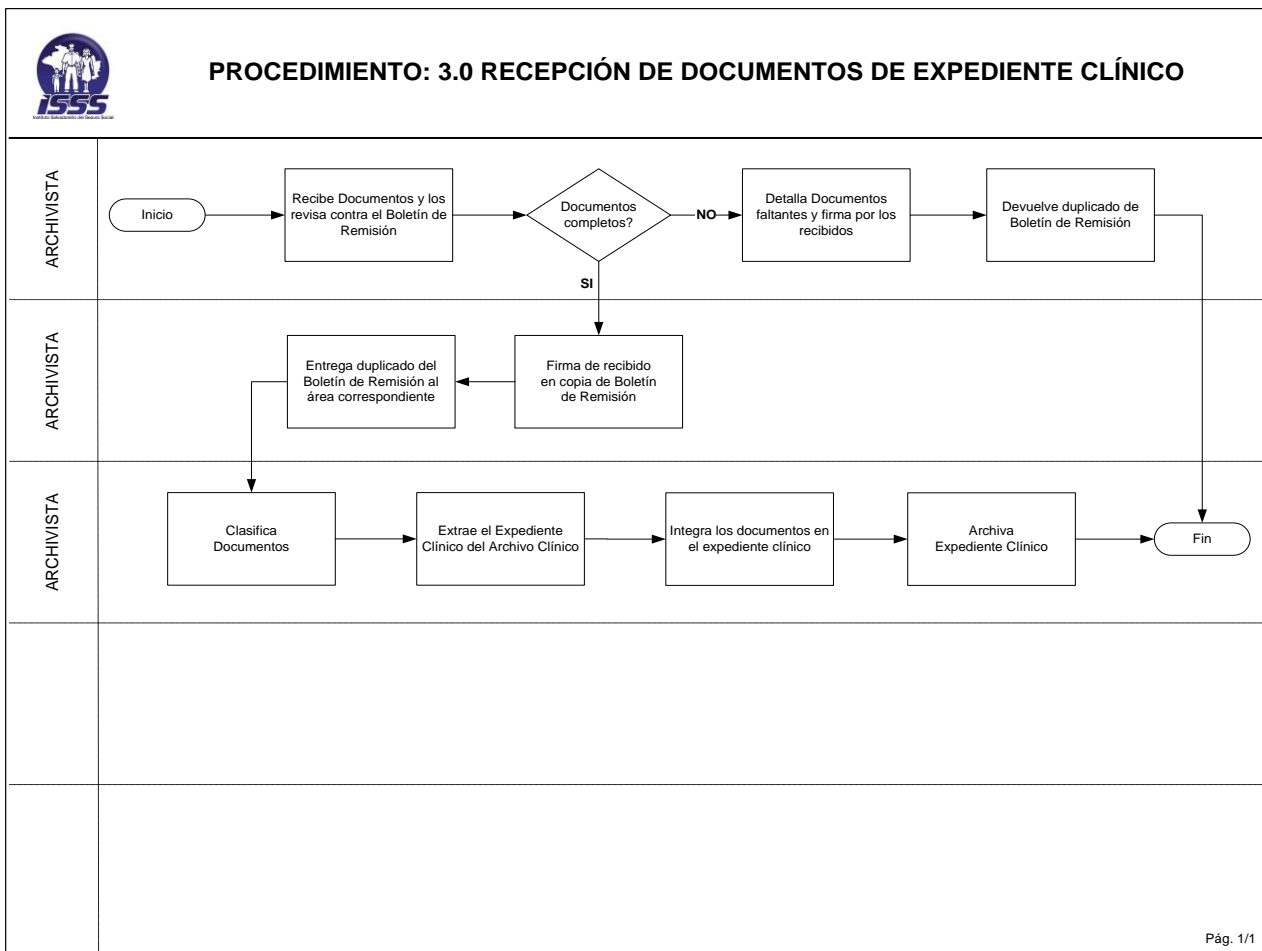 ISSS
Instituto Salvadoreño del Seguro Social
PROCEDIMIENTO: 3.0 RECEPCIÓN DE DOCUMENTOS DE EXPEDIENTE CLÍNICO
ARCHIVISTA
Inicio
Recibe Documentos y los
revisa contra el Boletín de
Remisión
Documentos
completos?
NO
Detalla Documentos
faltantes y firma por los
recibidos
Devuelve duplicado de
Boletín de Remisión
SI
ARCHIVISTA
Entrega duplicado del
Boletín de Remisión al
área correspondiente
Firma de recibido
en copia de Boletín
de Remisión
ARCHIVISTA
Clasifica
Documentos
Extrae el Expediente
Clínico del Archivo Clínico
Integra los documentos en
el expediente clínico
Archiva
Expediente Clínico
Fin
Pág. 1/1